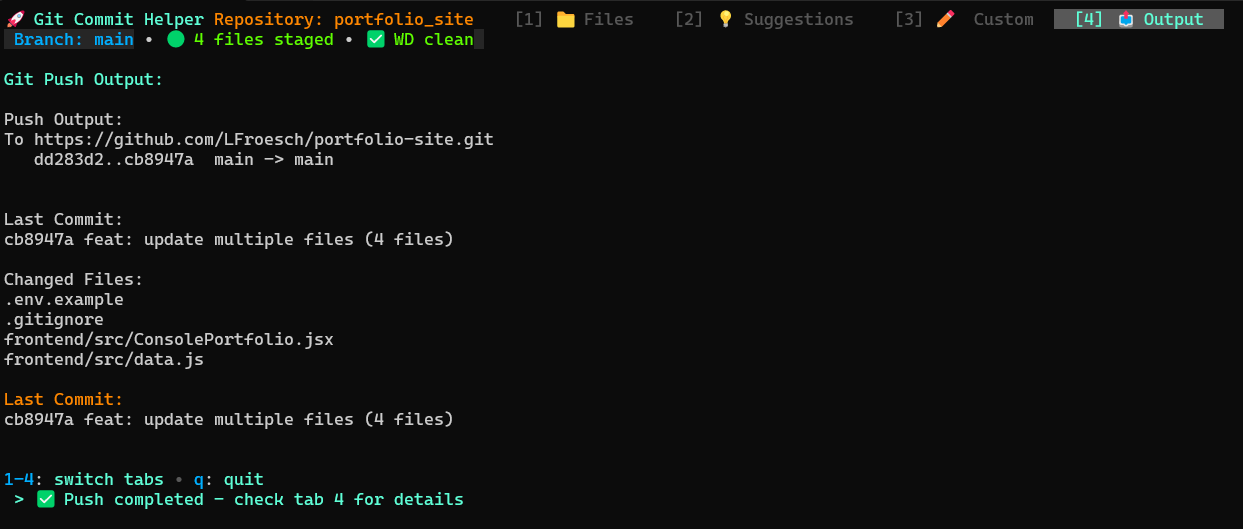 🚀 Git Commit Helper Repository: portfolio_site [1] 📁 Files [2] 💡 Suggestions [3] ✏️ Custom [4] 📤 Output
Branch: main • 🟢 4 files staged • ✅ WD clean
Git Push Output:
Push Output:
To https://github.com/LFroesch/portfolio-site.git
dd283d2..cb8947a main -> main
Last Commit:
cb8947a feat: update multiple files (4 files)
Changed Files:
.env.example
.gitignore
frontend/src/ConsolePortfolio.jsx
frontend/src/data.js
Last Commit:
cb8947a feat: update multiple files (4 files)
1-4: switch tabs • q: quit
> ✅ Push completed - check tab 4 for details